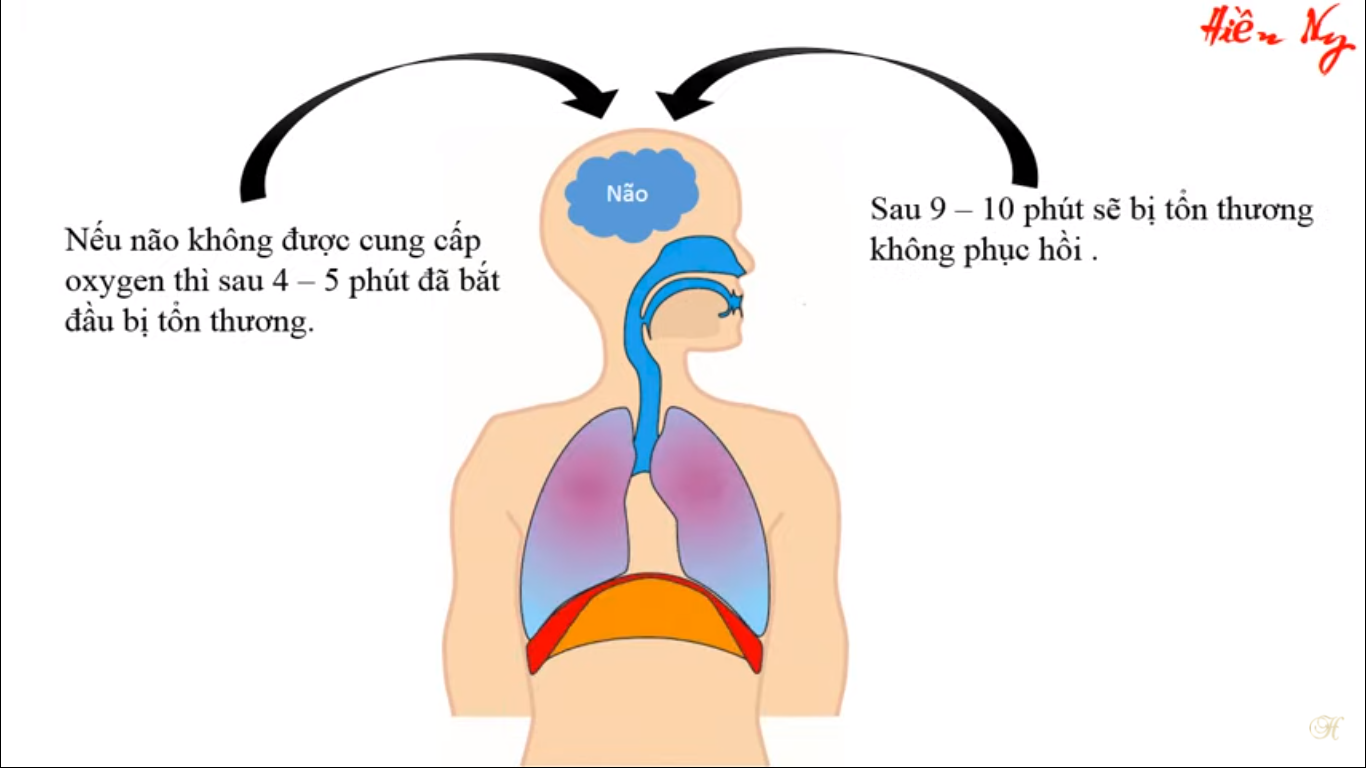 Hiền Ny
Não
Nếu não không được cung cấp
oxygen thì sau 4 – 5 phút đã bắt
đầu bị tổn thương.
Sau 9 – 10 phút sẽ bị tổn thương
không phục hồi .
H